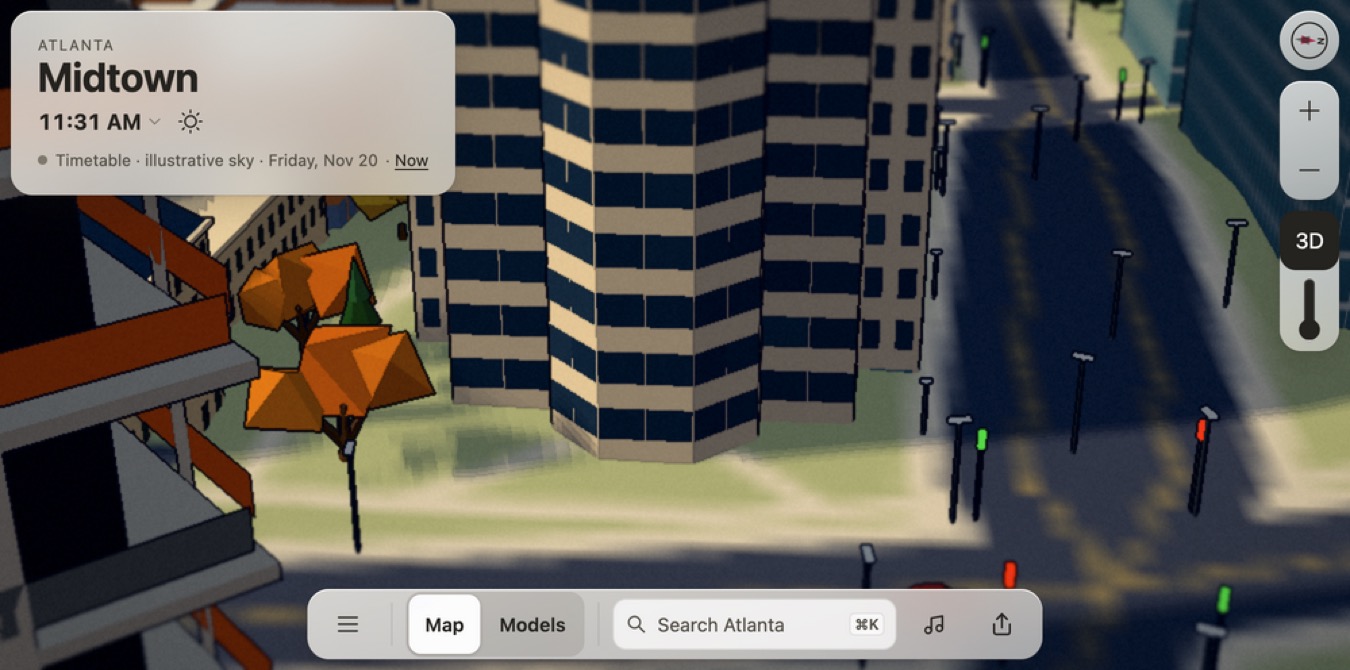 ATLANTA
Midtown
11:31 AM
Timetable · illustrative sky · Friday, Nov 20 · Now
N
+
−
3D
Map
Models
Search Atlanta
⌘K